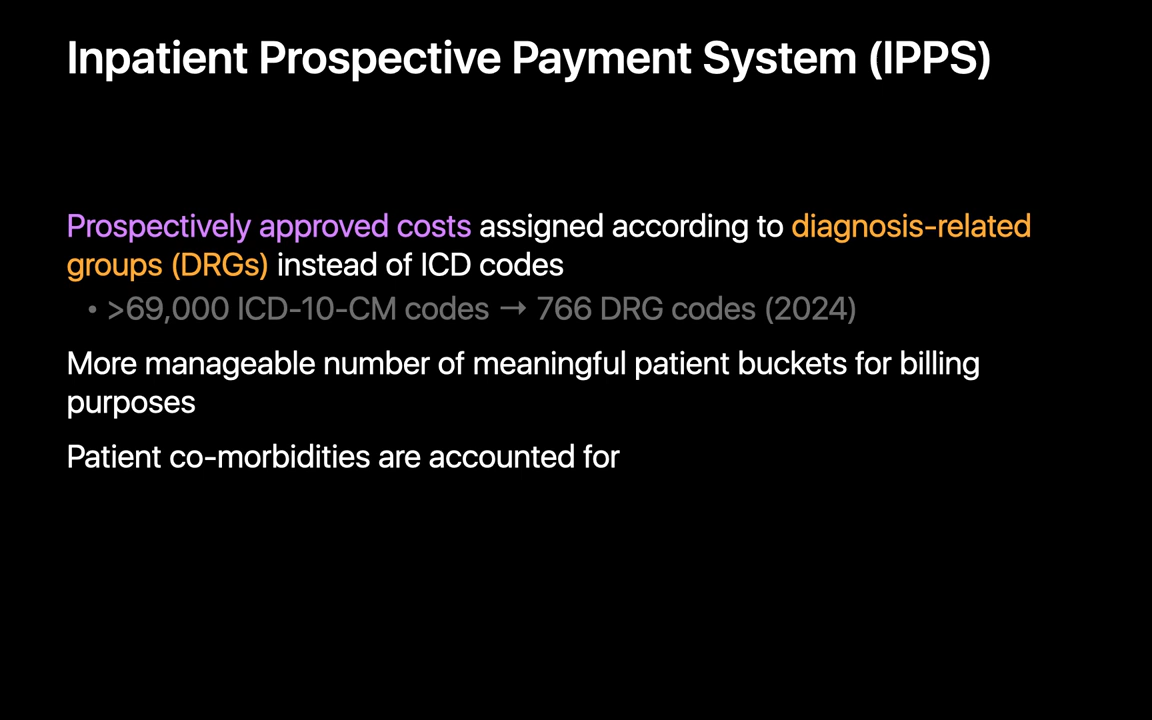 Inpatient Prospective Payment System (IPPS)
Prospectively approved costs assigned according to diagnosis-related
groups (DRGs) instead of ICD codes
• >69,000 ICD-10-CM codes → 766 DRG codes (2024)
More manageable number of meaningful patient buckets for billing
purposes
Patient co-morbidities are accounted for